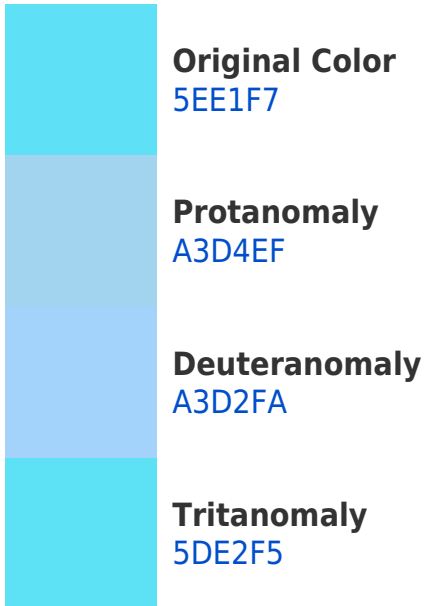 Original Color
5EE1F7
Protanomaly
A3D4EF
Deuteranomaly
A3D2FA
Tritanomaly
5DE2F5